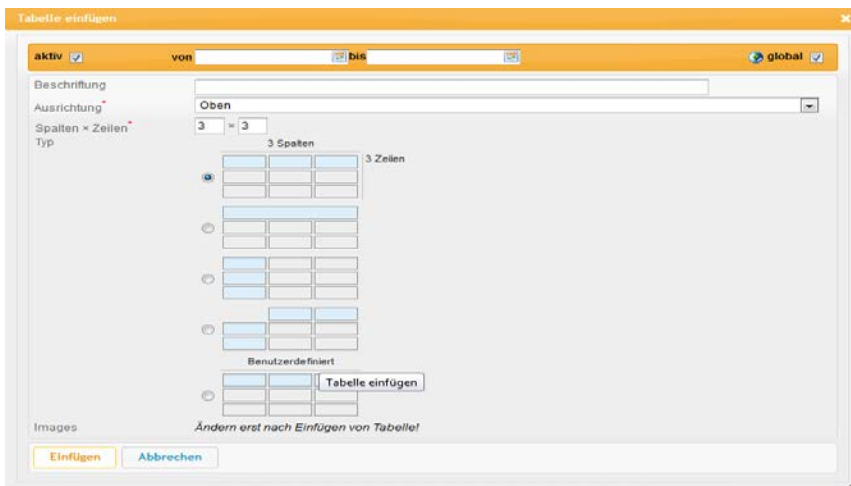 Tabelle einfügen
aktiv von bis global
Beschriftung
Ausrichtung* Oben
Spalten × Zeilen* 3 × 3
Typ
3 Spalten
3 Zeilen
Benutzerdefiniert
Tabelle einfügen
Images Ändern erst nach Einfügen von Tabelle!
Einfügen Abbrechen